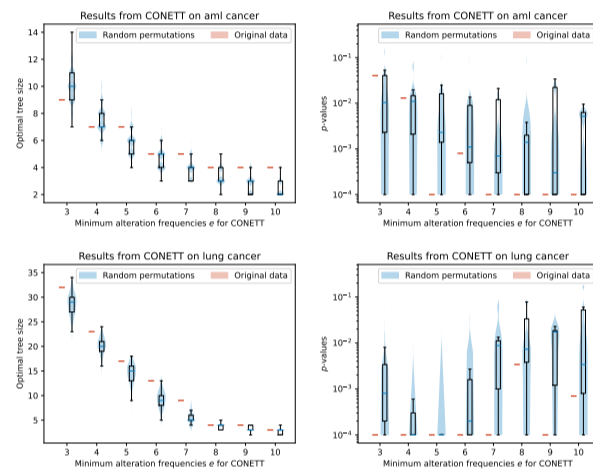 Results from CONETT on aml cancer
Random permutations
Original data
Optimal tree size
14
12
10
8
6
4
2
3 4 5 6 7 8 9 10
Minimum alteration frequencies e for CONETT
Results from CONETT on aml cancer
Random permutations
Original data
p-values
10⁻¹
10⁻²
10⁻³
10⁻⁴
3 4 5 6 7 8 9 10
Minimum alteration frequencies e for CONETT
Results from CONETT on lung cancer
Random permutations
Original data
Optimal tree size
35
30
25
20
15
10
5
3 4 5 6 7 8 9 10
Minimum alteration frequencies e for CONETT
Results from CONETT on lung cancer
Random permutations
Original data
p-values
10⁻¹
10⁻²
10⁻³
10⁻⁴
3 4 5 6 7 8 9 10
Minimum alteration frequencies e for CONETT